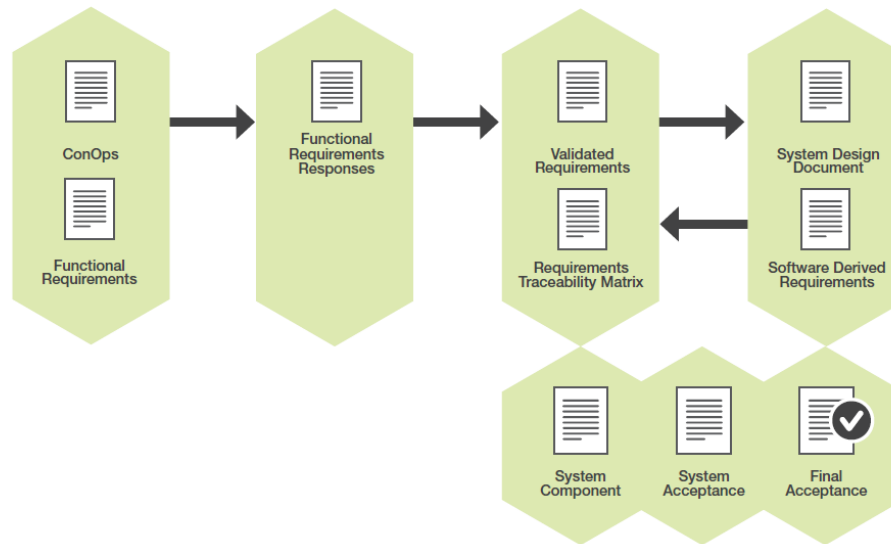 ConOps
Functional
Requirements
Functional
Requirements
Responses
Validated
Requirements
Requirements
Traceability Matrix
System Design
Document
Software Derived
Requirements
System
Component
System
Acceptance
Final
Acceptance